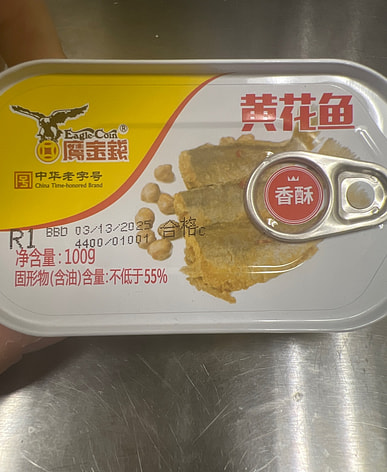 黄花鱼
Eagle-Coin®
鷹金錢
中华老字号
China Time-honored Brand
香酥
R1 BBD 03/13/2025 合格
4400/01001 C
净含量:100g
固形物(含油)含量:不低于55%